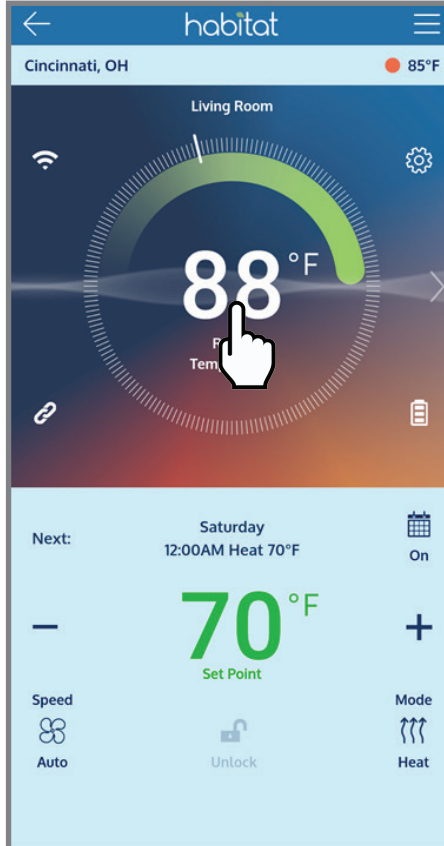 habitat
Cincinnati, OH
85°F
Living Room
88°F
70°F
Next:
Saturday
12:00AM Heat 70°F
On
Set Point
Speed
Mode
Auto
Unlock
Heat